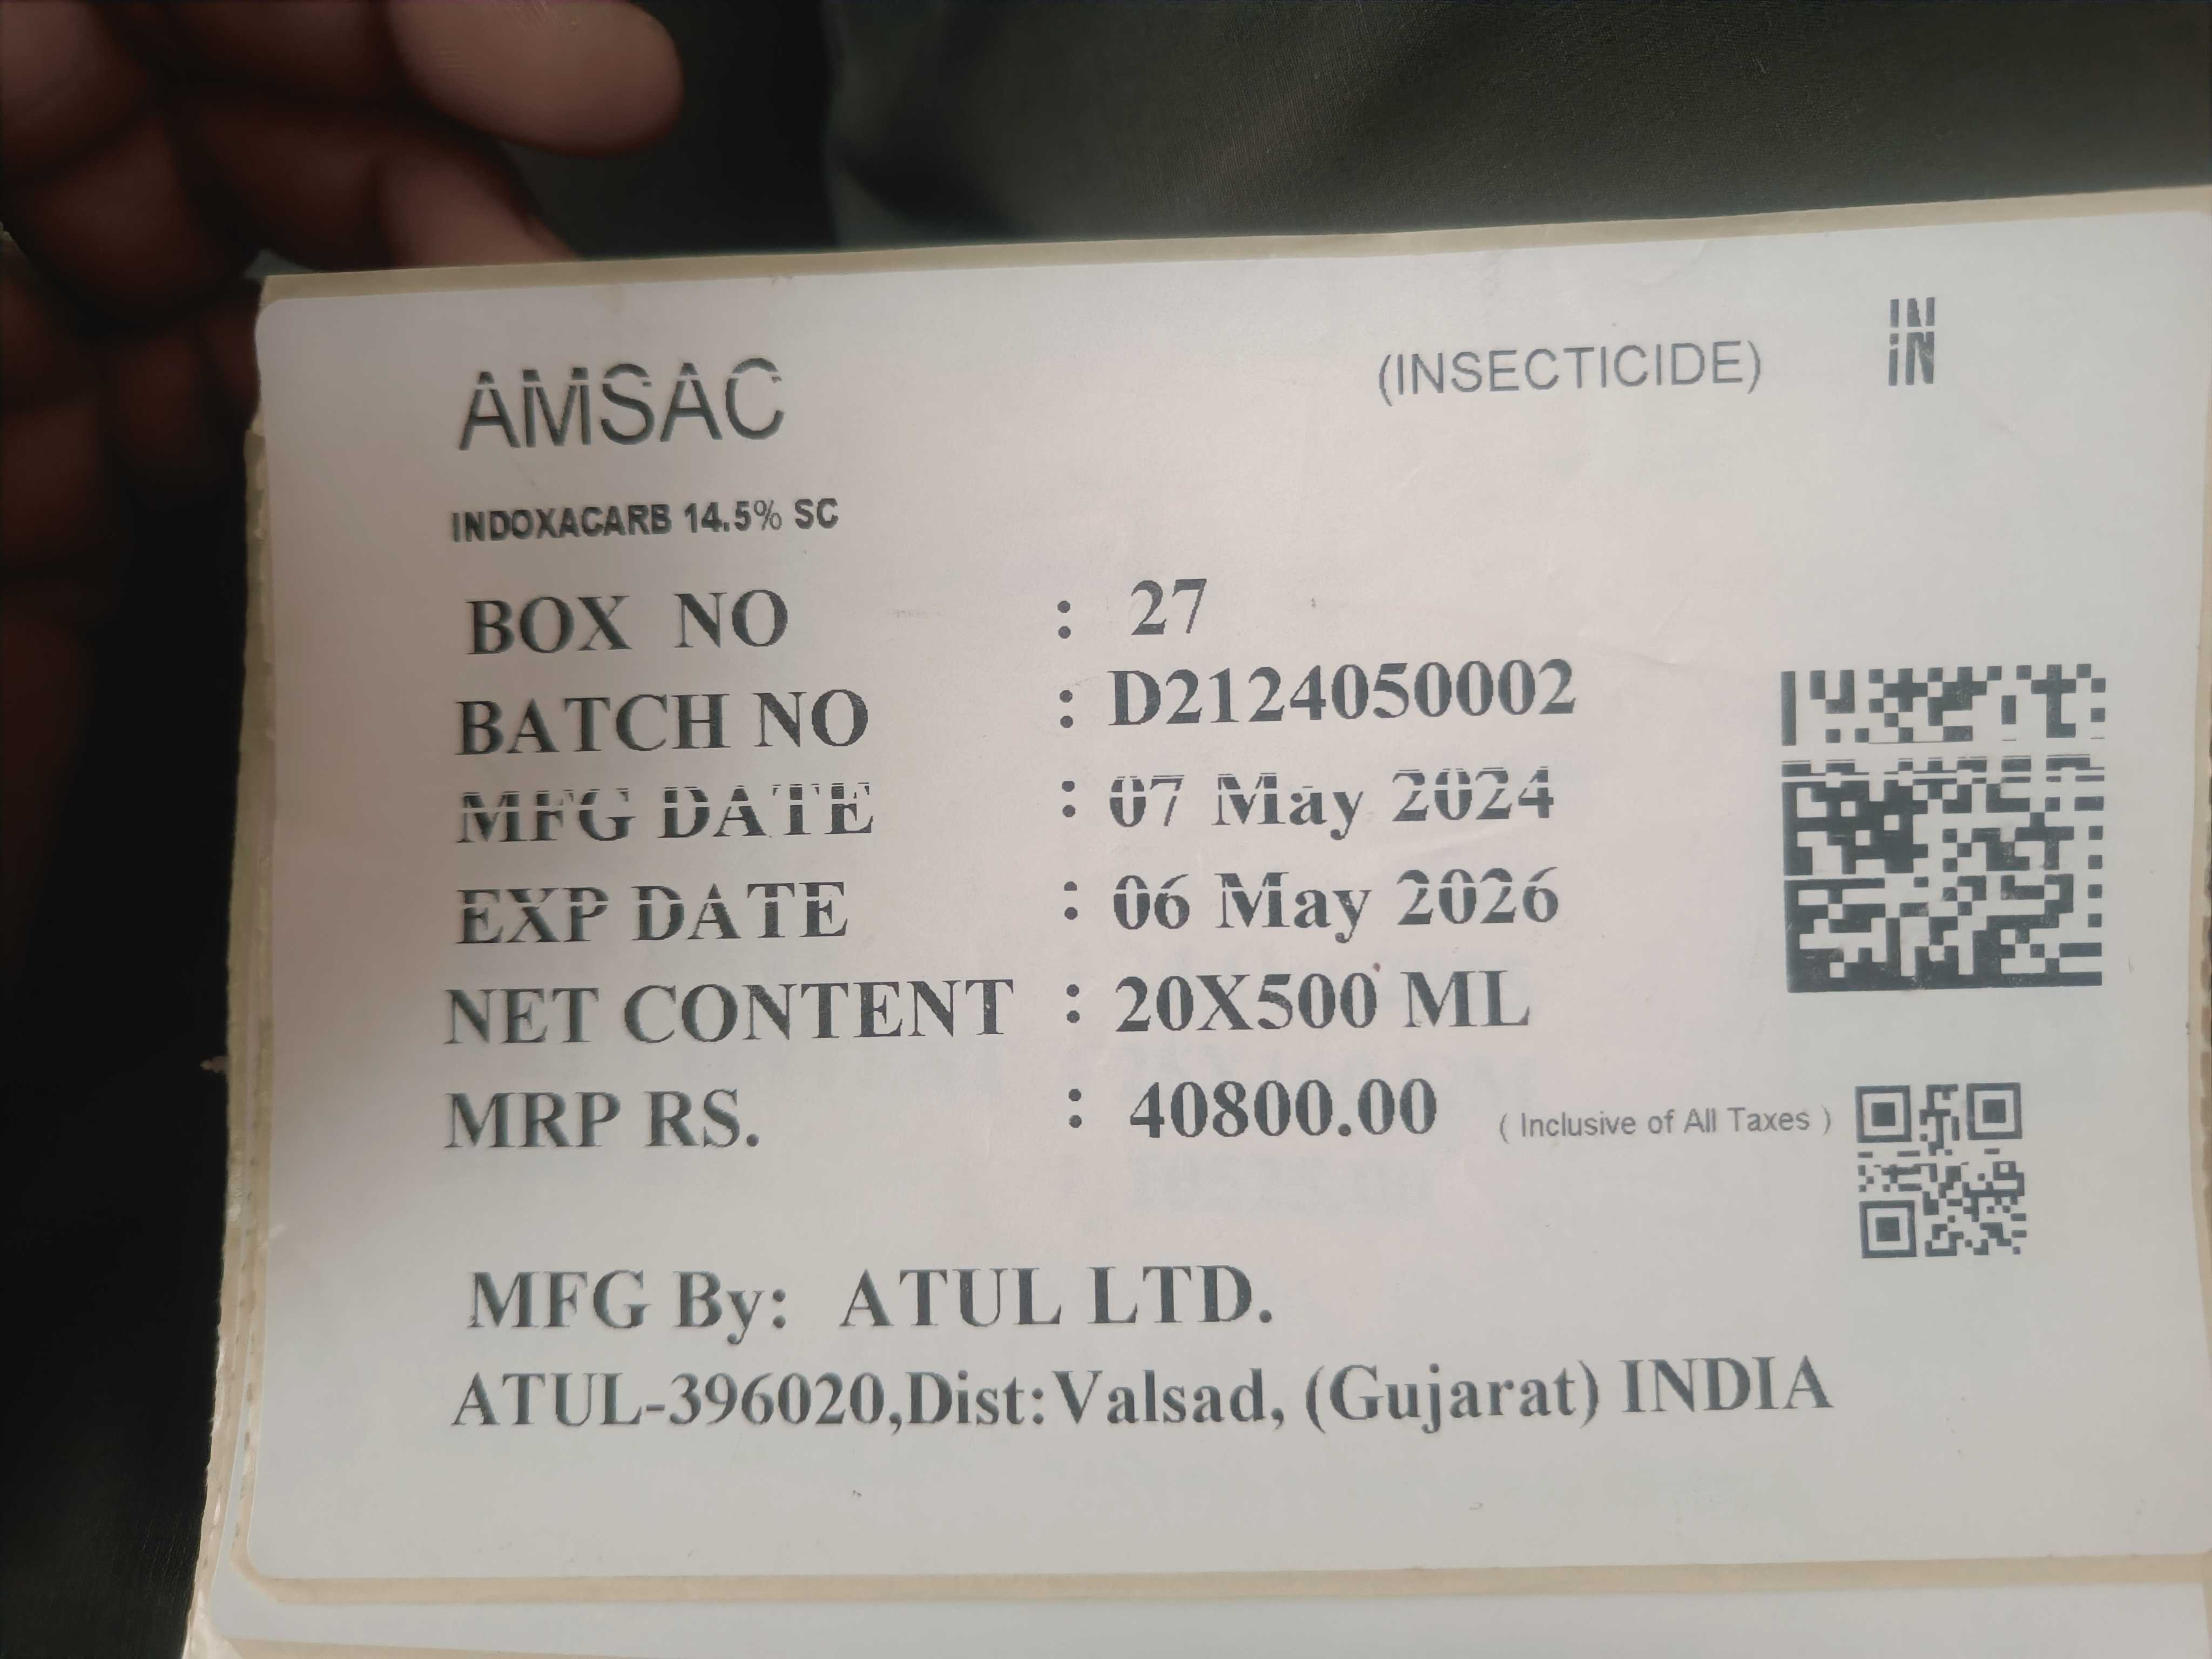 AMSAC (INSECTICIDE) IN
INDOXACARB 14.5% SC
BOX NO : 27
BATCH NO : D2124050002
MFG DATE : 07 May 2024
EXP DATE : 06 May 2026
NET CONTENT : 20X500 ML
MRP RS. : 40800.00 ( Inclusive of All Taxes )
MFG By: ATUL LTD.
ATUL-396020,Dist:Valsad, (Gujarat) INDIA